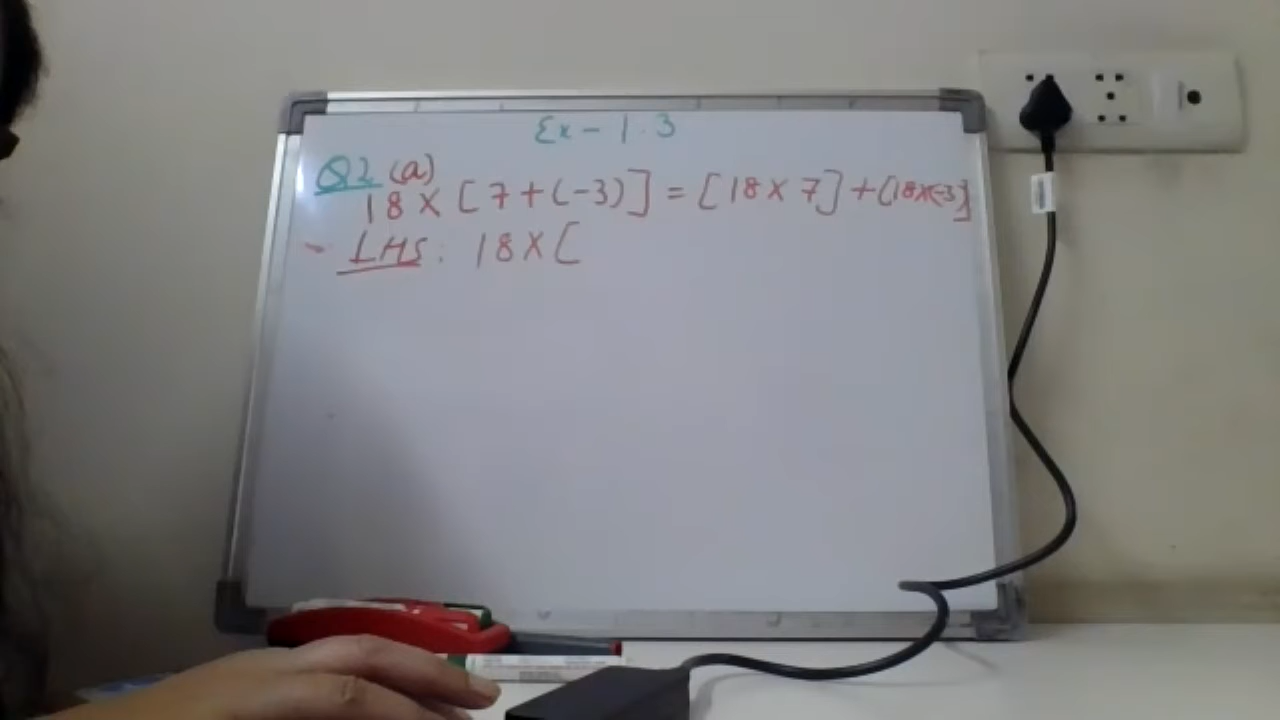 Ex - 1.3
Q2 (a)
18 × [7 + (-3)] = [18 × 7] + [18×(-3)]
LHS: 18 × [